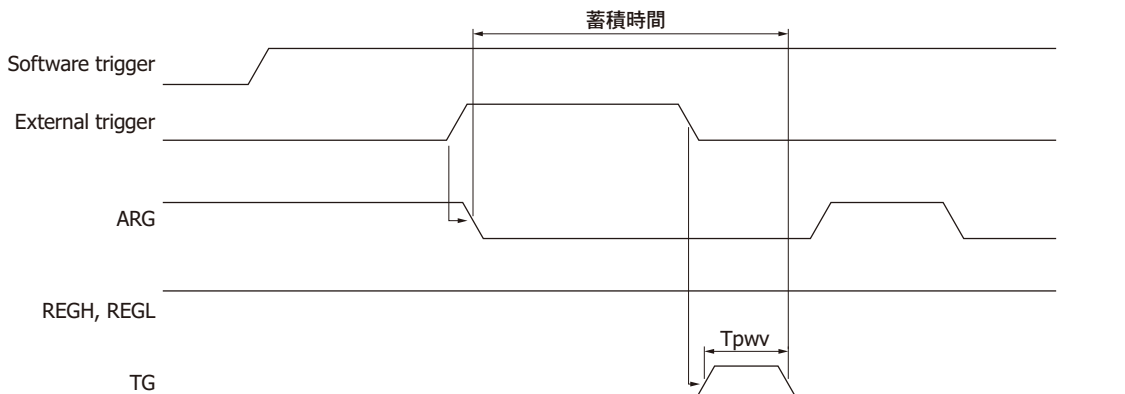 蓄積時間
Software trigger
External trigger
ARG
REGH, REGL
Tpwv
TG